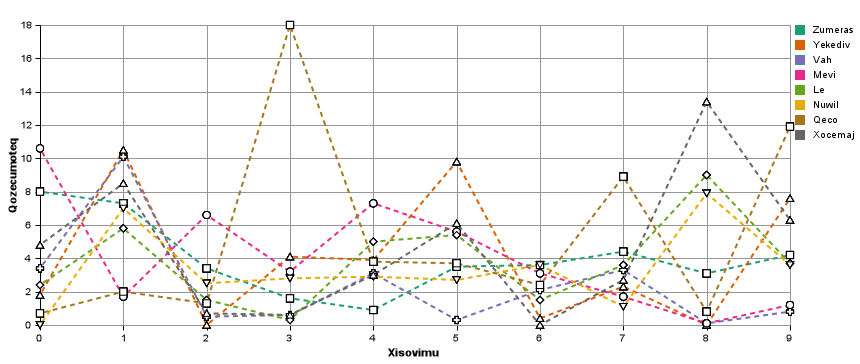 18
16
14
12
10
8
6
4
2
0
Qozecumoteq
0 1 2 3 4 5 6 7 8 9
Xisovimu
Zumeras
Yekediv
Vah
Mevi
Le
Nuwil
Qeco
Xocemaj